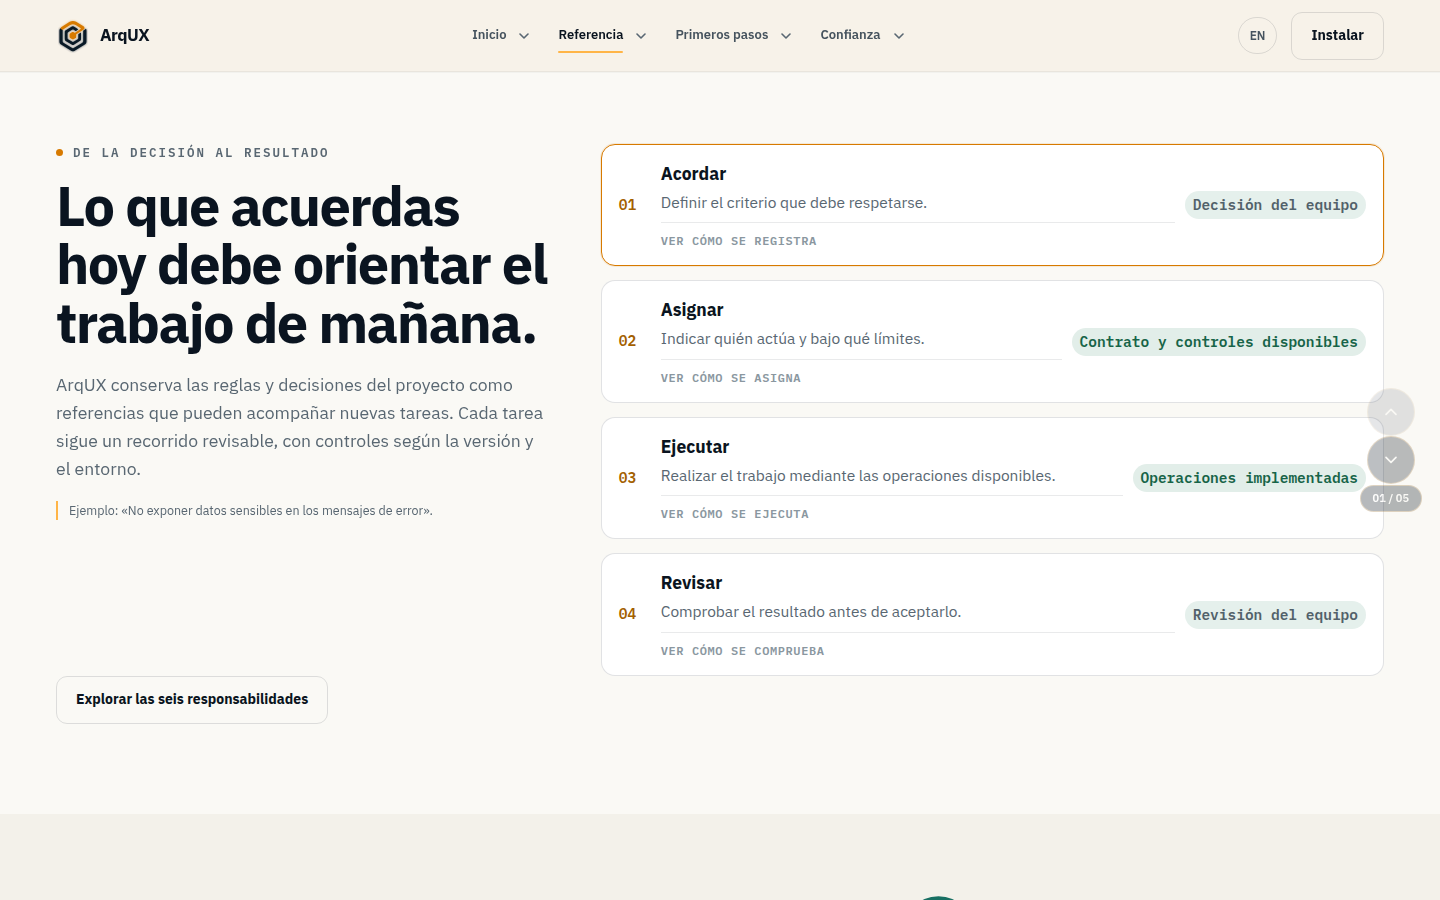 ArqUX
Inicio
Referencia
Primeros pasos
Confianza
EN
Instalar
DE LA DECISIÓN AL RESULTADO
Lo que acuerdas
hoy debe orientar el
trabajo de mañana.
ArqUX conserva las reglas y decisiones del proyecto como
referencias que pueden acompañar nuevas tareas. Cada tarea
sigue un recorrido revisable, con controles según la versión y
el entorno.
Ejemplo: «No exponer datos sensibles en los mensajes de error».
Explorar las seis responsabilidades
01
Acordar
Definir el criterio que debe respetarse.
Decisión del equipo
VER CÓMO SE REGISTRA
02
Asignar
Indicar quién actúa y bajo qué límites.
Contrato y controles disponibles
VER CÓMO SE ASIGNA
03
Ejecutar
Realizar el trabajo mediante las operaciones disponibles.
Operaciones implementadas
VER CÓMO SE EJECUTA
04
Revisar
Comprobar el resultado antes de aceptarlo.
Revisión del equipo
VER CÓMO SE COMPRUEBA
01 / 05